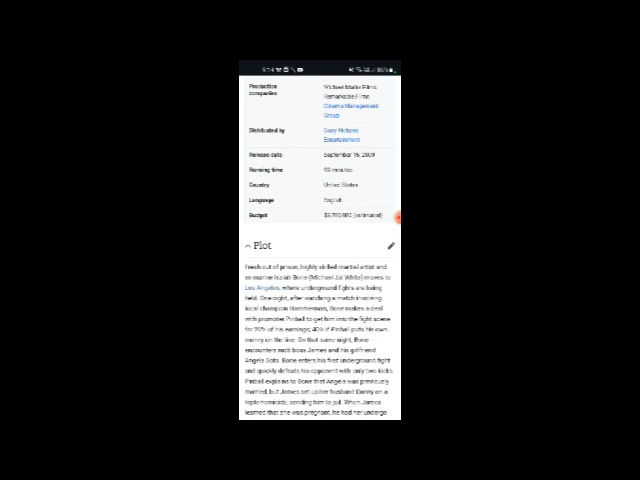 Production
companies
Michael Mailer Films
Remarkable Films
Cinema Management
Group
Distributed by
Sony Pictures
Entertainment
Release date
September 15, 2009
Running time
minutes
Country
United States
Language
English
Budget
(estimated)
Plot
Fresh out of prison, highly skilled martial artist and
ex-marine Isaiah Bone (Michael Jai White) moves to
Los Angeles, where underground fights are being
held. One night, after watching a match involving
local champion Hammerman, Bone makes a deal
with promoter Pinball to get him into the fight scene
for 20% of his earnings; 40% if Pinball puts his own
money on the line. On that same night, Bone
encounters mob boss James and his girlfriend
Angela Soto. Bone enters his first underground fight
and quickly defeats his opponent with only two kicks.
Pinball explains to Bone that Angela was previously
married, but James set up her husband Danny on a
triple homicide, sending him to jail. When James
learned that she was pregnant, he had her undergo